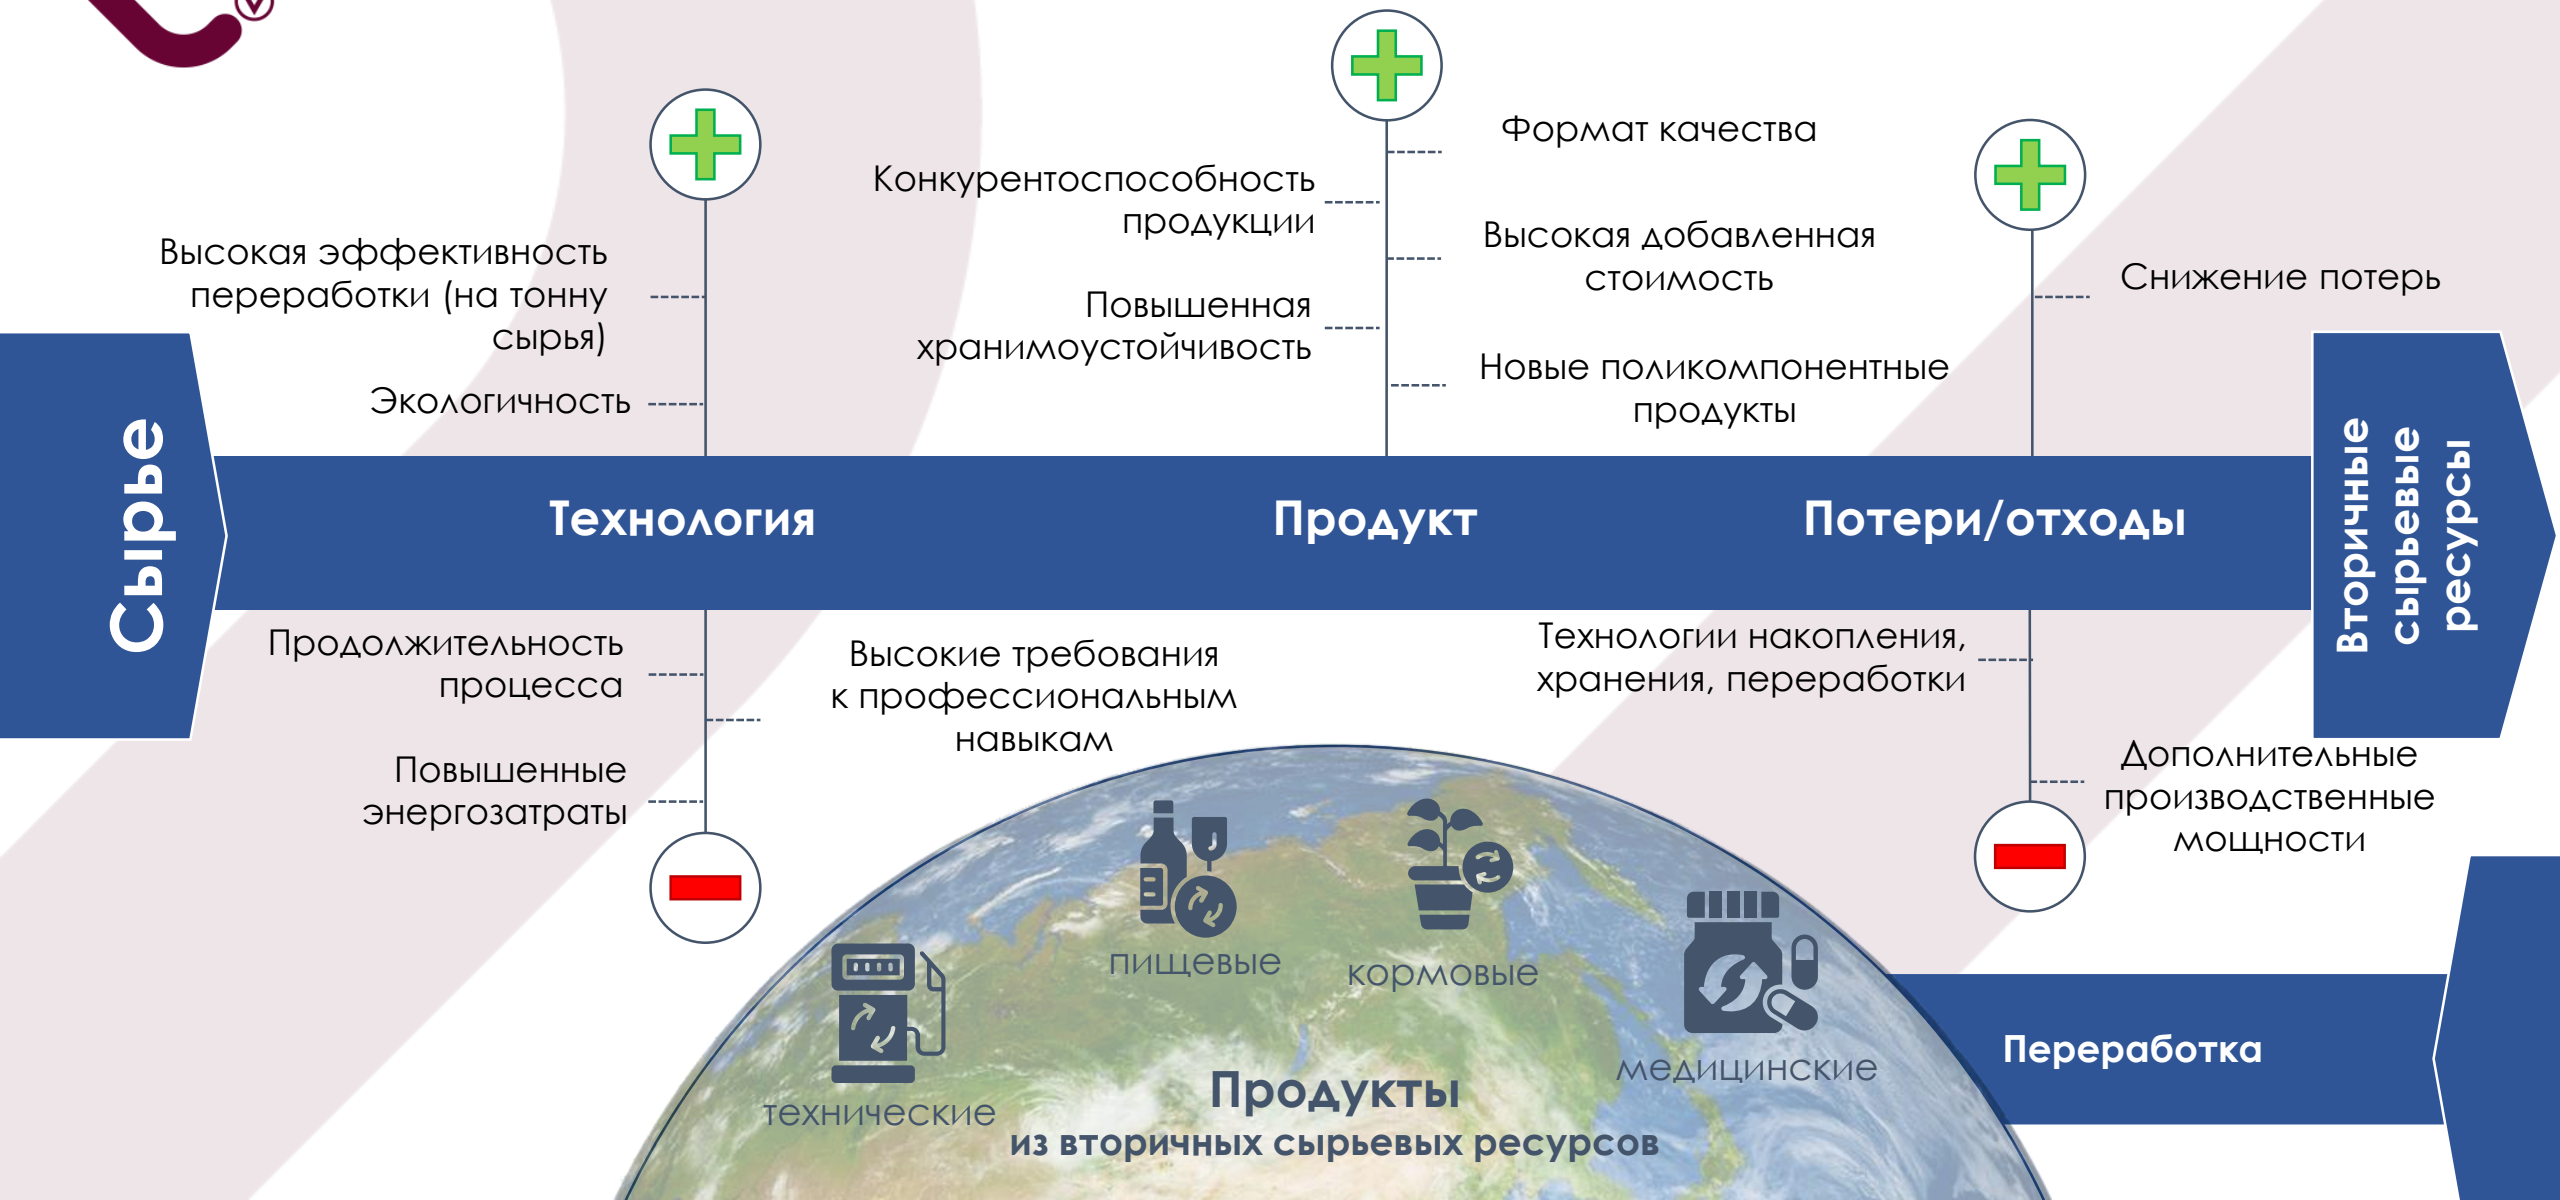 Формат качества
Конкурентоспособность
продукции
Высокая добавленная
стоимость
Высокая эффективность
переработки (на тонну
сырья)
Снижение потерь
Повышенная
хранимоустойчивость
Новые поликомпонентные
продукты
Экологичность
Сырье
Технология
Продукт
Потери/отходы
Вторичные
сырьевые
ресурсы
Продолжительность
процесса
Высокие требования
к профессиональным
навыкам
Технологии накопления,
хранения, переработки
Повышенные
энергозатраты
Дополнительные
производственные
мощности
пищевые
кормовые
медицинские
технические
Переработка
Продукты
из вторичных сырьевых ресурсов